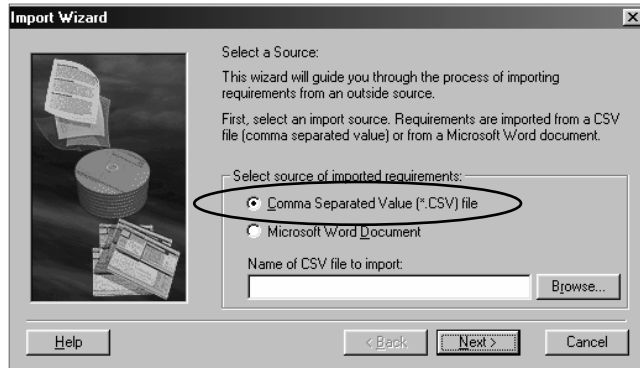 Import Wizard
Select a Source:
This wizard will guide you through the process of importing
requirements from an outside source.
First, select an import source. Requirements are imported from a CSV
file (comma separated value) or from a Microsoft Word document.
Select source of imported requirements:
Comma Separated Value (*.CSV) file
Microsoft Word Document
Name of CSV file to import:
Browse...
Help
< Back
Next >
Cancel